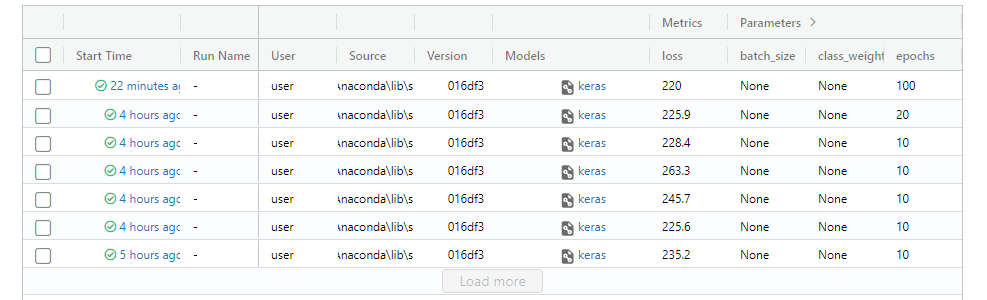 Metrics Parameters >
Start Time Run Name User Source Version Models loss batch_size class_weight epochs
22 minutes ag - user \naconda\lib\s 016df3 keras 220 None None 100
4 hours ago - user \naconda\lib\s 016df3 keras 225.9 None None 20
4 hours ago - user \naconda\lib\s 016df3 keras 228.4 None None 10
4 hours ago - user \naconda\lib\s 016df3 keras 263.3 None None 10
4 hours ago - user \naconda\lib\s 016df3 keras 245.7 None None 10
4 hours ago - user \naconda\lib\s 016df3 keras 225.6 None None 10
5 hours ago - user \naconda\lib\s 016df3 keras 235.2 None None 10
Load more